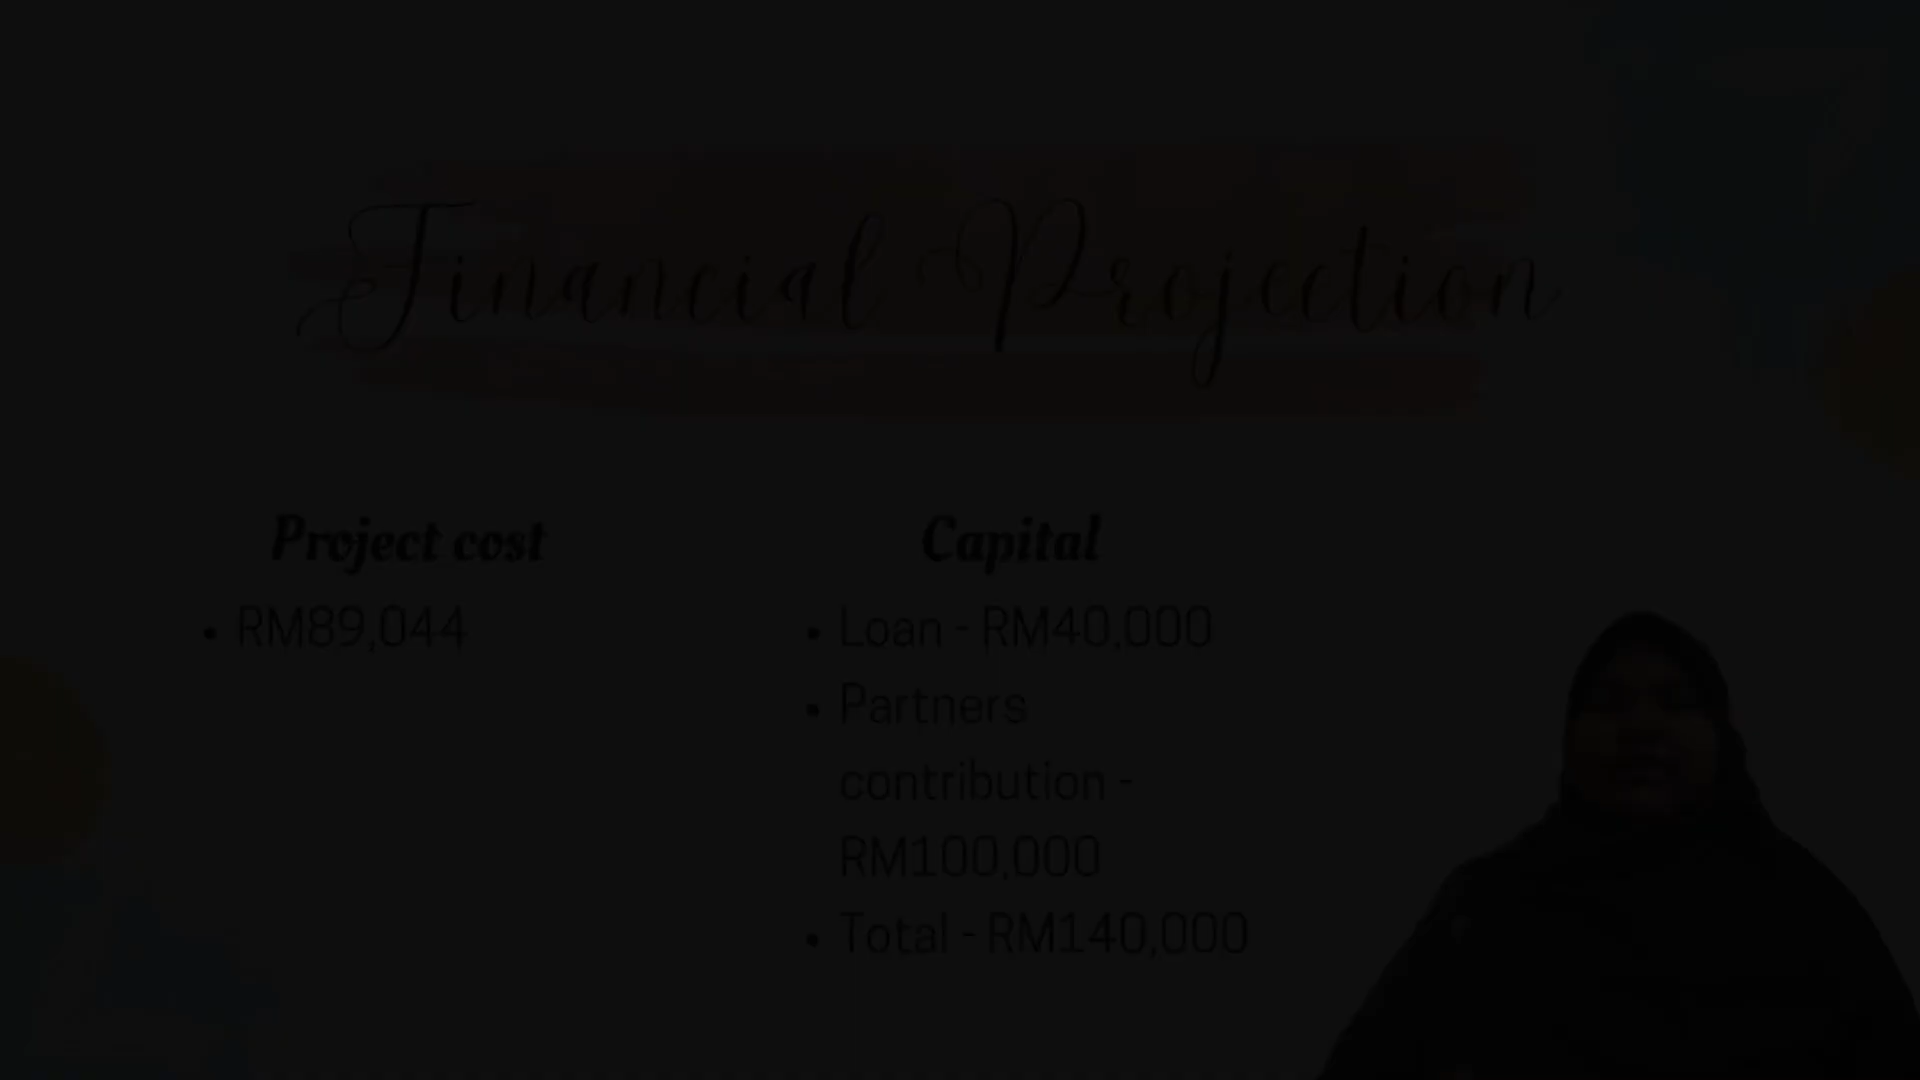 Financial Projection
Project cost
• RM89,044
Capital
• Loan - RM40,000
• Partners
contribution -
RM100,000
• Total - RM140,000